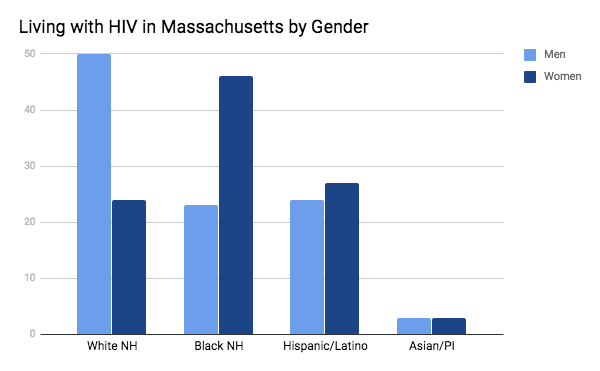 Living with HIV in Massachusetts by Gender
50
40
30
20
10
0
White NH
Black NH
Hispanic/Latino
Asian/PI
Men
Women